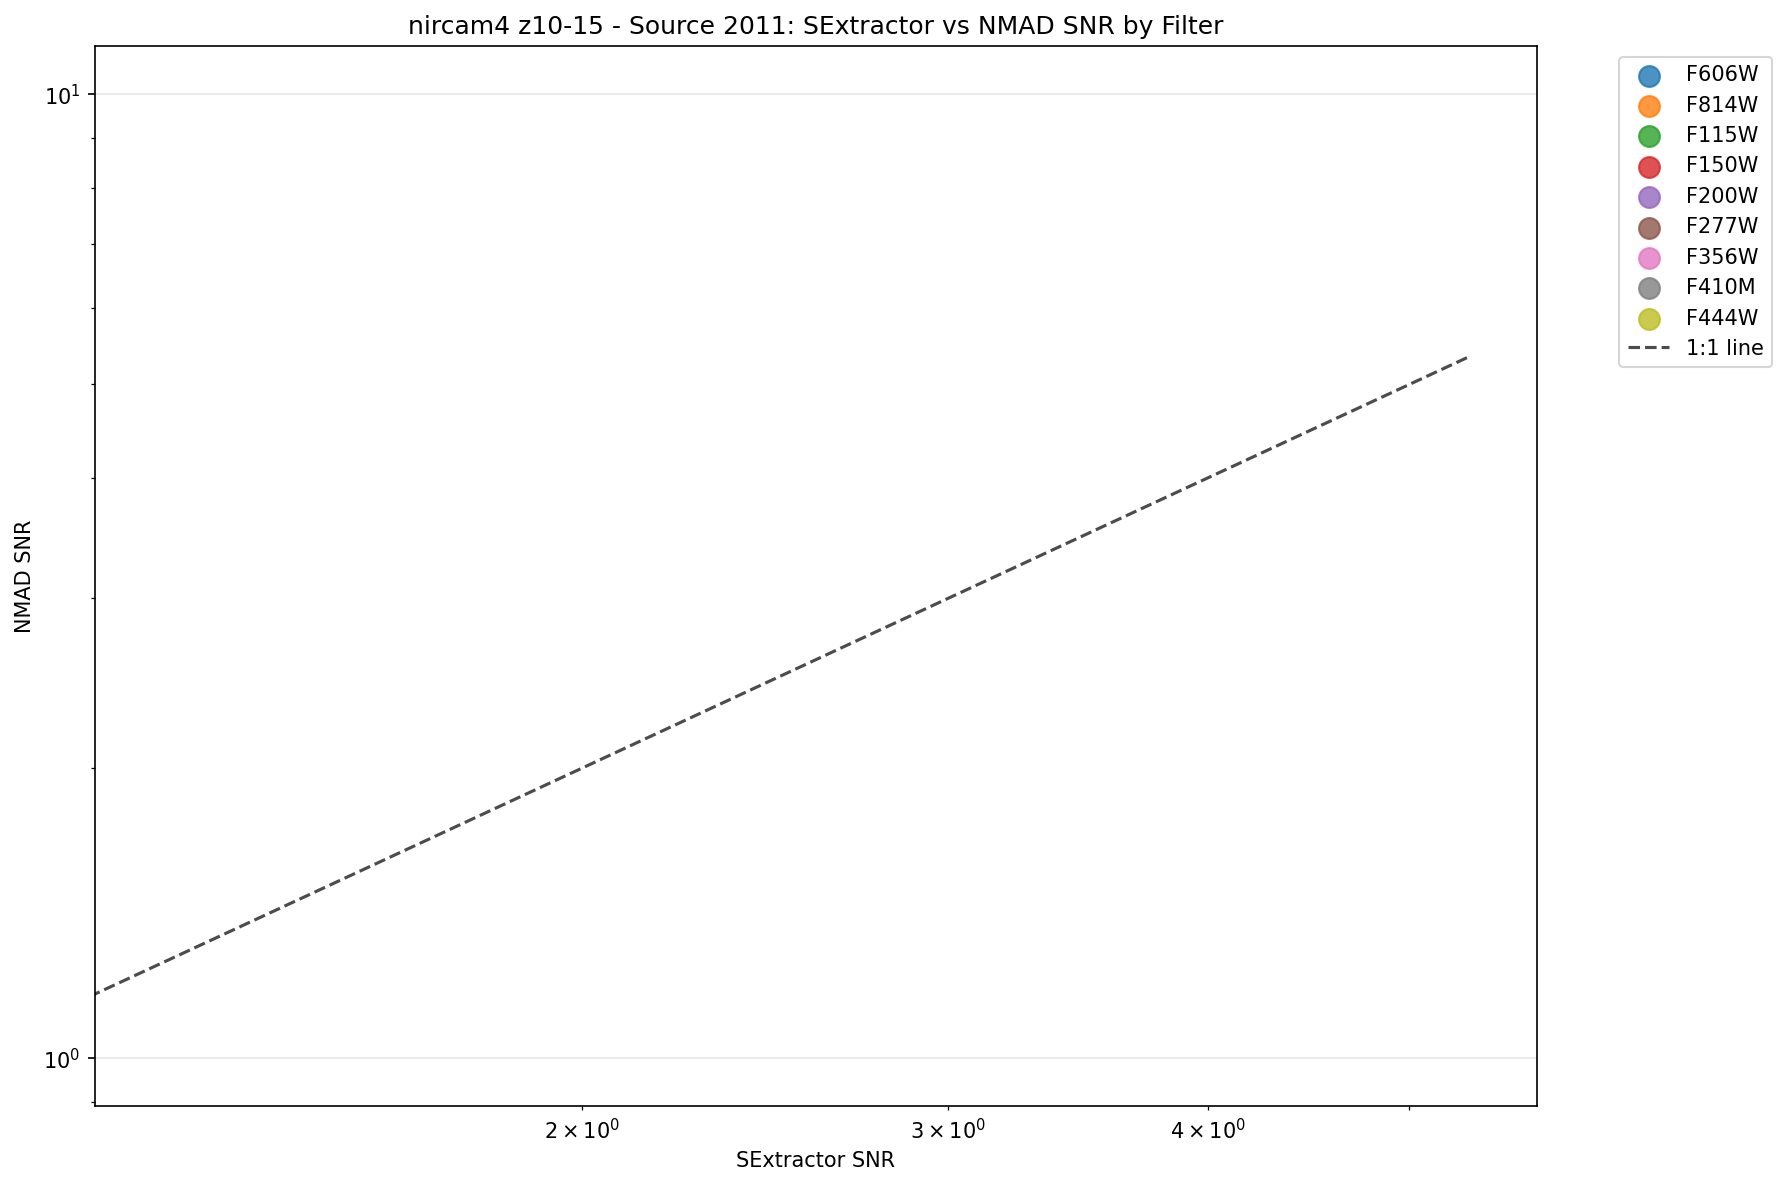 nircam4 z10-15 - Source 2011: SExtractor vs NMAD SNR by Filter
10¹
10⁰
NMAD SNR
2 × 10⁰
3 × 10⁰
4 × 10⁰
SExtractor SNR
F606W
F814W
F115W
F150W
F200W
F277W
F356W
F410M
F444W
1:1 line